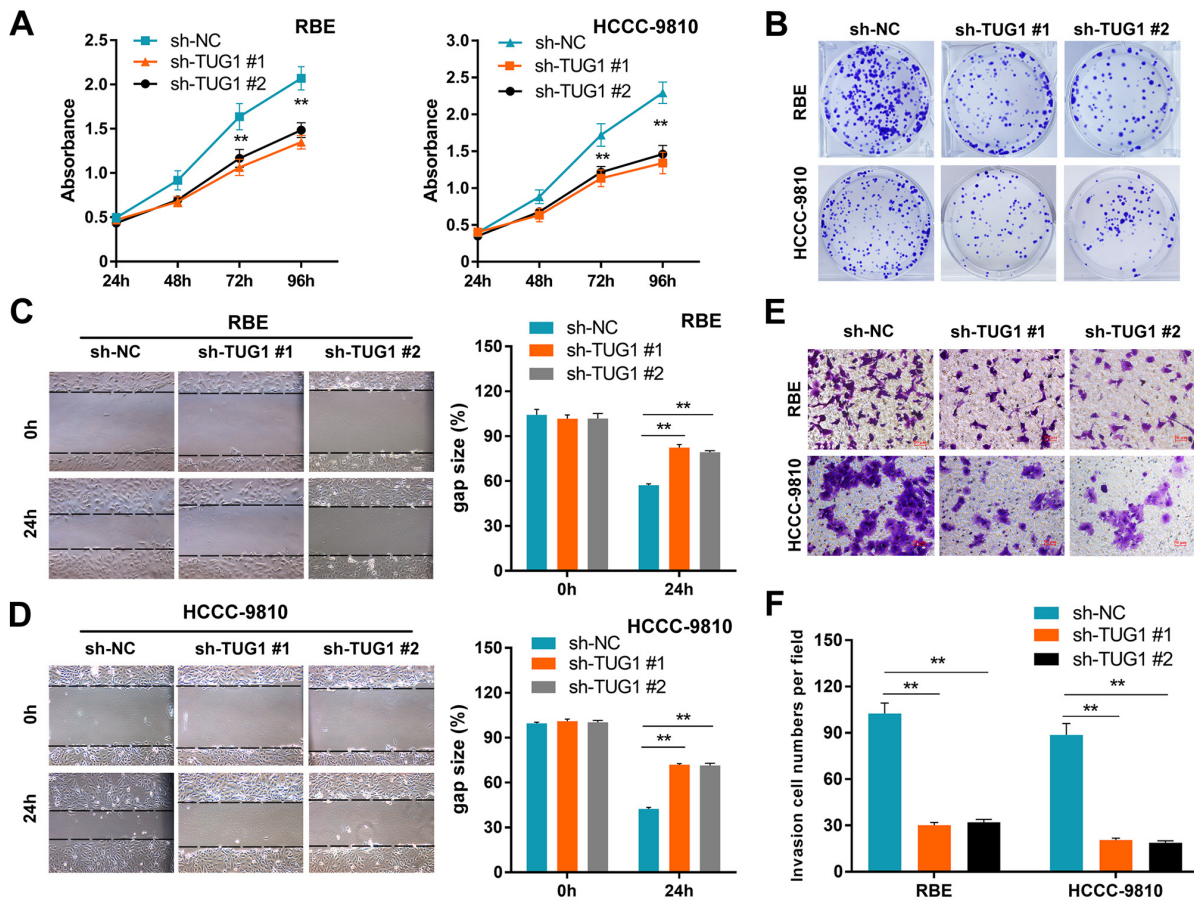 A
RBE
sh-NC
sh-TUG1 #1
sh-TUG1 #2
Absorbance
2.5
2.0
1.5
1.0
0.5
0
**
**
24h 48h 72h 96h
HCCC-9810
sh-NC
sh-TUG1 #1
sh-TUG1 #2
Absorbance
3.0
2.5
2.0
1.5
1.0
0.5
0
**
**
24h 48h 72h 96h
B
sh-NC sh-TUG1 #1 sh-TUG1 #2
RBE
HCCC-9810
C
RBE
sh-NC sh-TUG1 #1 sh-TUG1 #2
0h
24h
RBE
sh-NC
sh-TUG1 #1
sh-TUG1 #2
gap size (%)
150
120
90
60
30
0
**
**
0h 24h
D
HCCC-9810
sh-NC sh-TUG1 #1 sh-TUG1 #2
0h
24h
HCCC-9810
sh-NC
sh-TUG1 #1
sh-TUG1 #2
gap size (%)
150
120
90
60
30
0
**
**
0h 24h
E
sh-NC sh-TUG1 #1 sh-TUG1 #2
RBE
HCCC-9810
F
sh-NC
sh-TUG1 #1
sh-TUG1 #2
Invasion cell numbers per field
150
120
90
60
30
0
**
**
**
**
RBE HCCC-9810